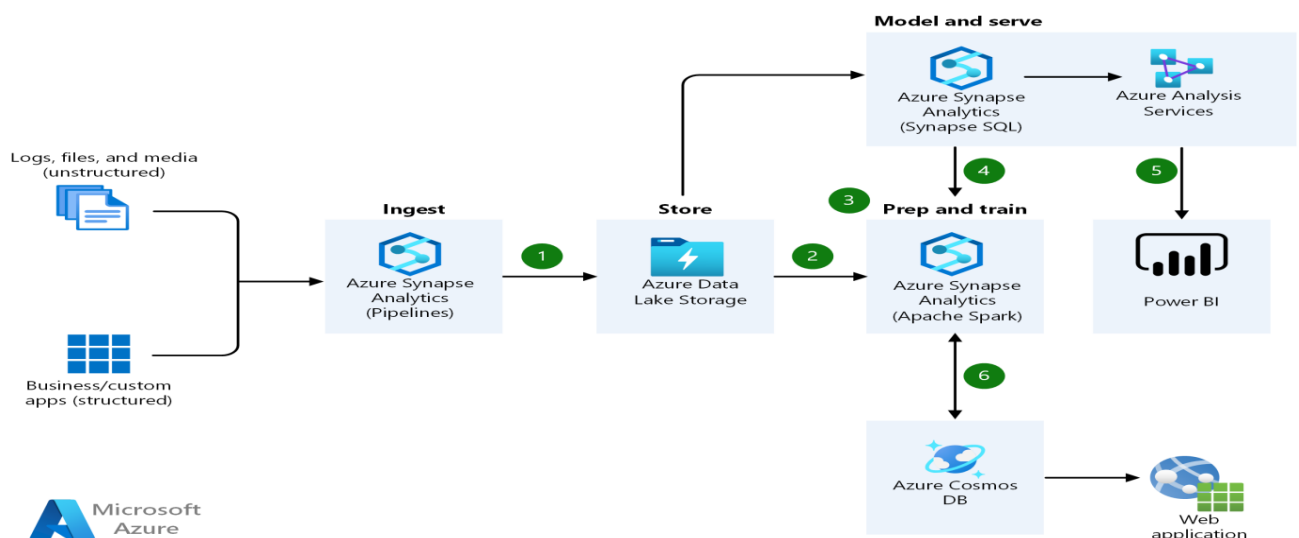 Model and serve
Azure Synapse
Analytics
(Synapse SQL)
Azure Analysis
Services
Logs, files, and media
(unstructured)
4
5
3
Ingest
Store
Prep and train
1
2
Azure Synapse
Analytics
(Pipelines)
Azure Data
Lake Storage
Azure Synapse
Analytics
(Apache Spark)
Power BI
Business/custom
apps (structured)
6
Azure Cosmos
DB
Microsoft
Azure
Web
application